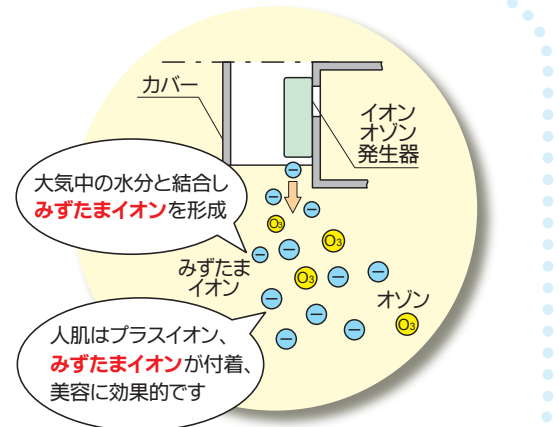 カバー
イオン
オゾン
発生器
大気中の水分と結合し
みずたまイオンを形成
O₃
O₃
みずたま
イオン
O₃
オゾン
O₃
人肌はプラスイオン、
みずたまイオンが付着、
美容に効果的です